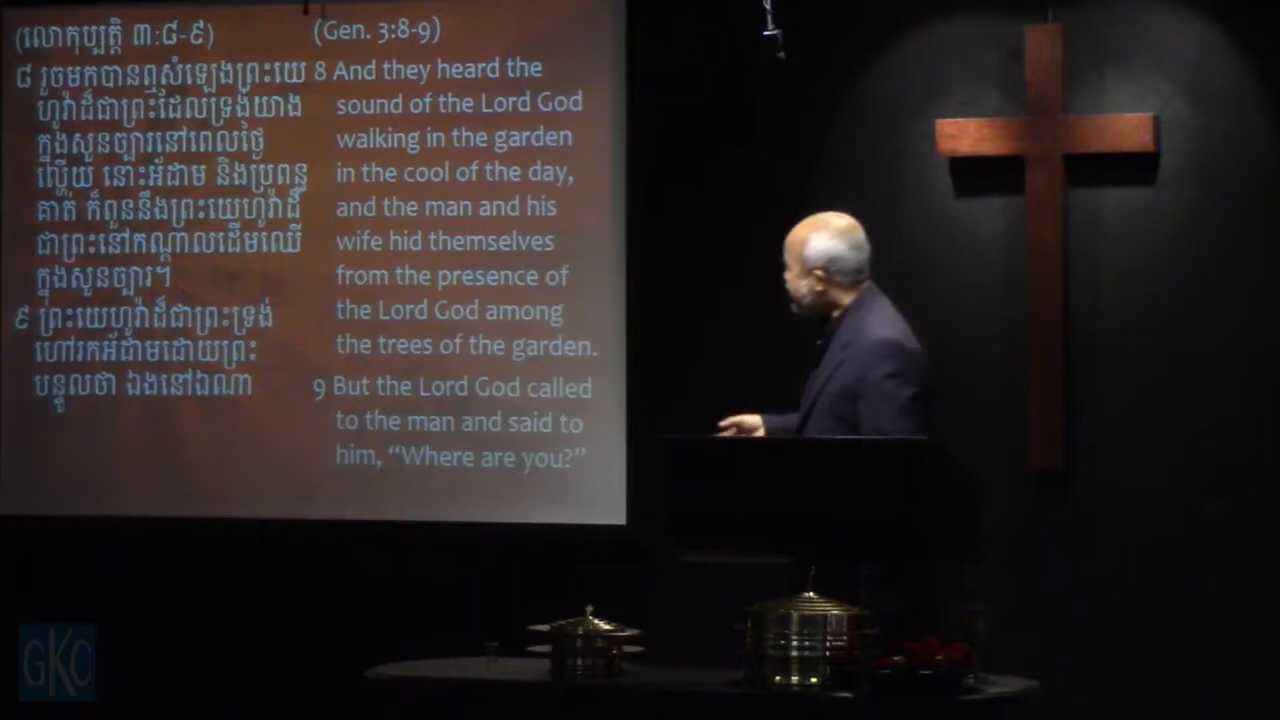 (លោកុប្បត្តិ ៣:៨-៩)
៨ រួចមកបានឮសំឡេងព្រះយេ
ហូវ៉ាដ៏ជាព្រះដែលទ្រង់យាង
ក្នុងសួនច្បារនៅពេលថ្ងៃ
ល្ហើយ នោះអ័ដាម និងប្រពន្ធ
គាត់ ក៏ពួននឹងព្រះយេហូវ៉ាដ៏
ជាព្រះនៅកណ្តាលដើមឈើ
ក្នុងសួនច្បារ។
៩ ព្រះយេហូវ៉ាដ៏ជាព្រះទ្រង់
ហៅរកអ័ដាមដោយព្រះ
បន្ទូលថា ឯងនៅឯណា
(Gen. 3:8-9)
8 And they heard the
sound of the Lord God
walking in the garden
in the cool of the day,
and the man and his
wife hid themselves
from the presence of
the Lord God among
the trees of the garden.
9 But the Lord God called
to the man and said to
him, “Where are you?”
GKC